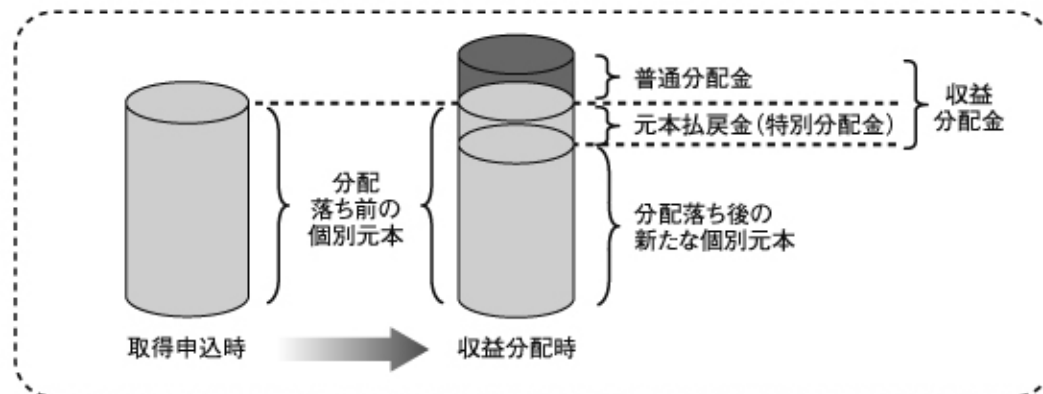 普通分配金
元本払戻金(特別分配金)
収益
分配金
分配
落ち前の
個別元本
分配落ち後の
新たな個別元本
取得申込時
収益分配時